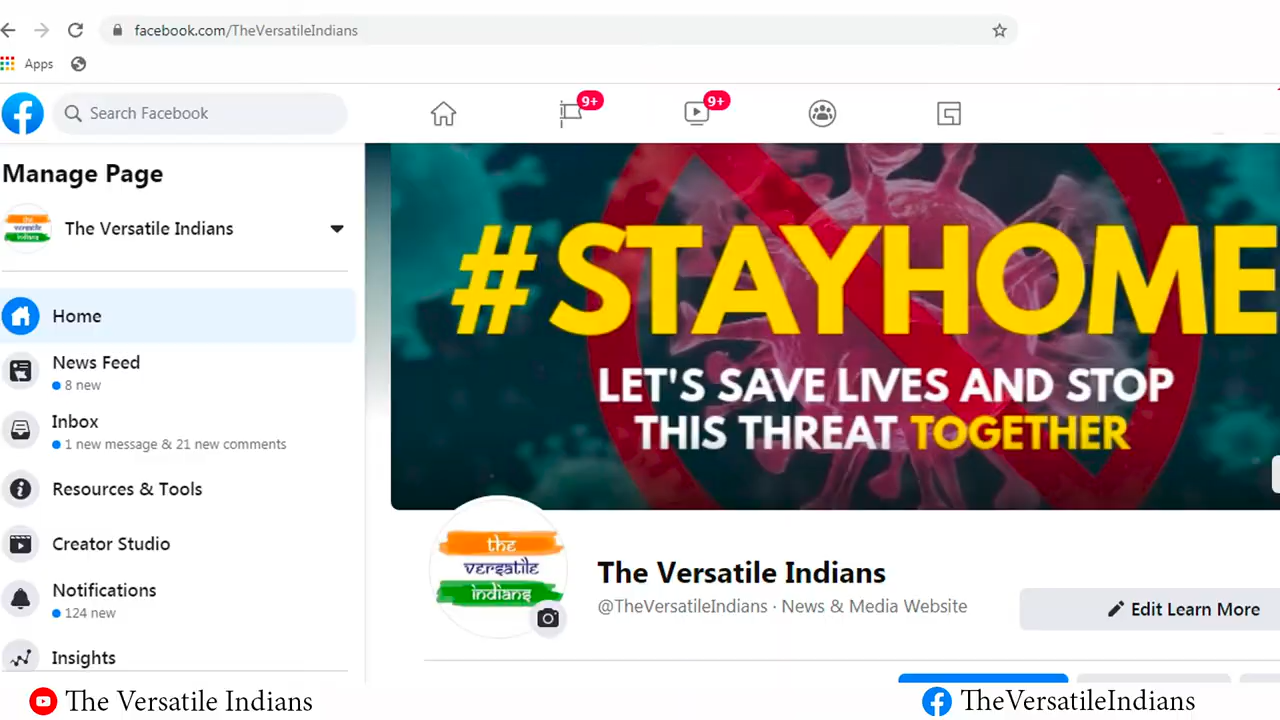 facebook.com/TheVersatileIndians
Apps
Search Facebook
9+
9+
Manage Page
The Versatile Indians
Home
News Feed
8 new
Inbox
1 new message & 21 new comments
Resources & Tools
Creator Studio
Notifications
124 new
Insights
#STAYHOME
LET'S SAVE LIVES AND STOP
THIS THREAT TOGETHER
the
versatile
indians
The Versatile Indians
@TheVersatileIndians · News & Media Website
Edit Learn More
The Versatile Indians
TheVersatileIndians